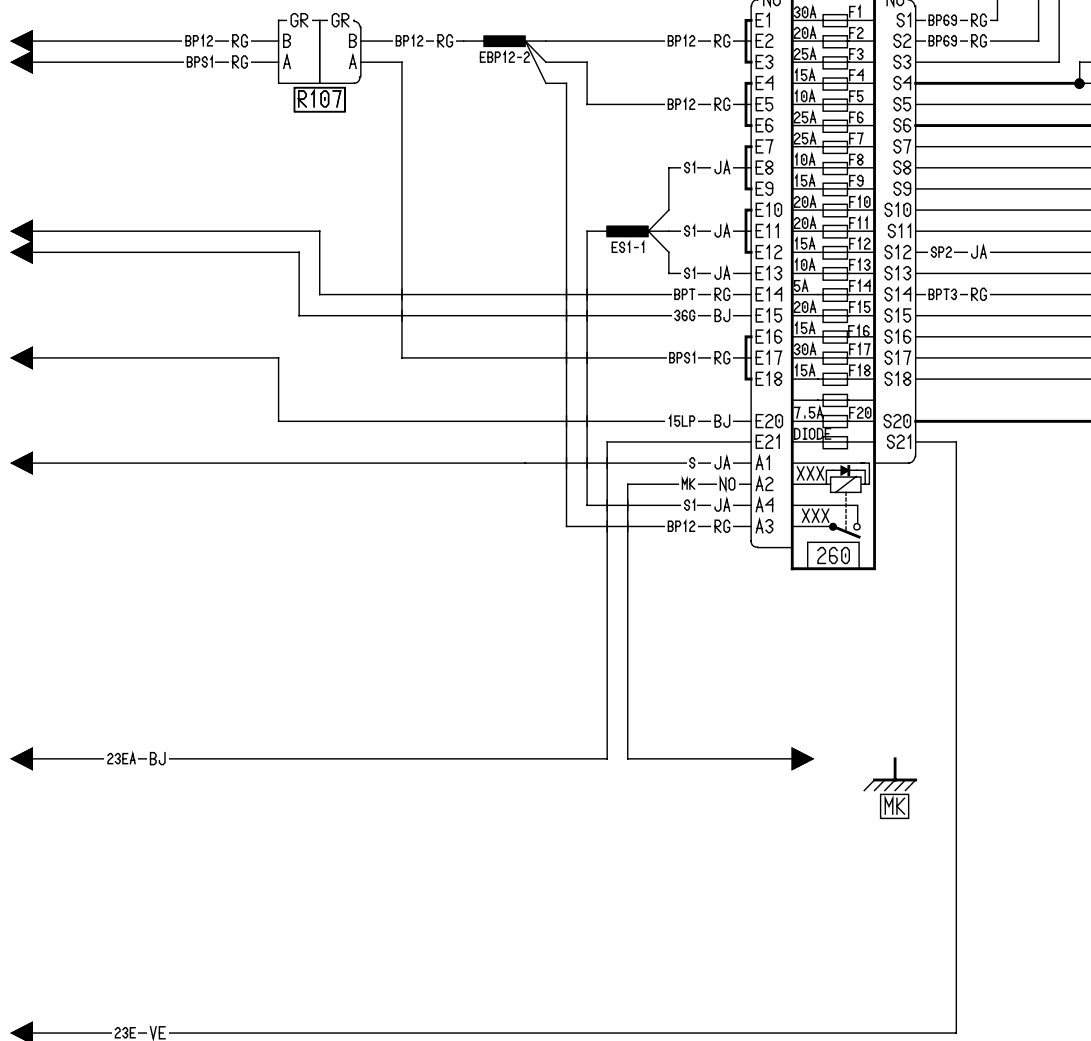 NO NO
E1 30A F1 S1 BP69 RG
GR GR
BP12 RG B B BP12 RG EBP12-2 BP12 RG E2 20A F2 S2 BP69 RG
BPS1 RG A A E3 25A F3 S3
R107
E4 15A F4 S4
BP12 RG E5 10A F5 S5
E6 25A F6 S6
E7 25A F7 S7
S1 JA E8 10A F8 S8
E9 15A F9 S9
E10 20A F10 S10
S1 JA E11 20A F11 S11
ES1-1 E12 15A F12 S12 SP2 JA
S1 JA E13 10A F13 S13
BPT RG E14 5A F14 S14 BPT3 RG
36G BJ E15 20A F15 S15
E16 15A F16 S16
BPS1 RG E17 30A F17 S17
E18 15A F18 S18
15LP BJ E20 7.5A F20 S20
E21 DIODE S21
S JA A1
MK NO A2 XXX
S1 JA A4
BP12 RG A3 XXX
260
23EA-BJ
MK
23E-VE